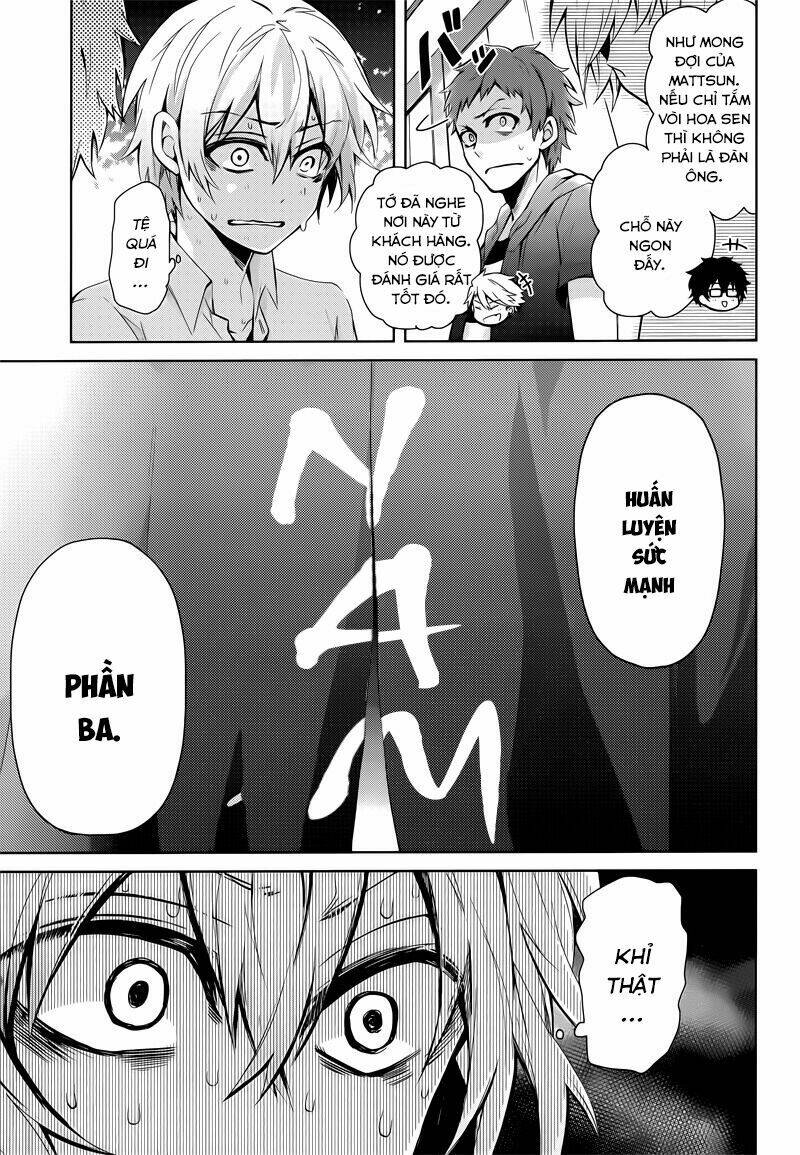 NHƯ MONG
ĐỢI CỦA
MATTSUN.
NẾU CHỈ TẮM
VỚI HOA SEN
THÌ KHÔNG
PHẢI LÀ ĐÀN
ÔNG.
CHỖ NÀY
NGON
ĐẤY.
バッ
TỚ ĐÃ NGHE
NƠI NÀY TỪ
KHÁCH HÀNG.
NÓ ĐƯỢC
ĐÁNH GIÁ RẤT
TỐT ĐÓ.
TỆ
QUÁ
ĐI
...
HUẤN
LUYỆN
SỨC
MẠNH
N
A
M
PHẦN
BA.
KHỈ
THẬT
...